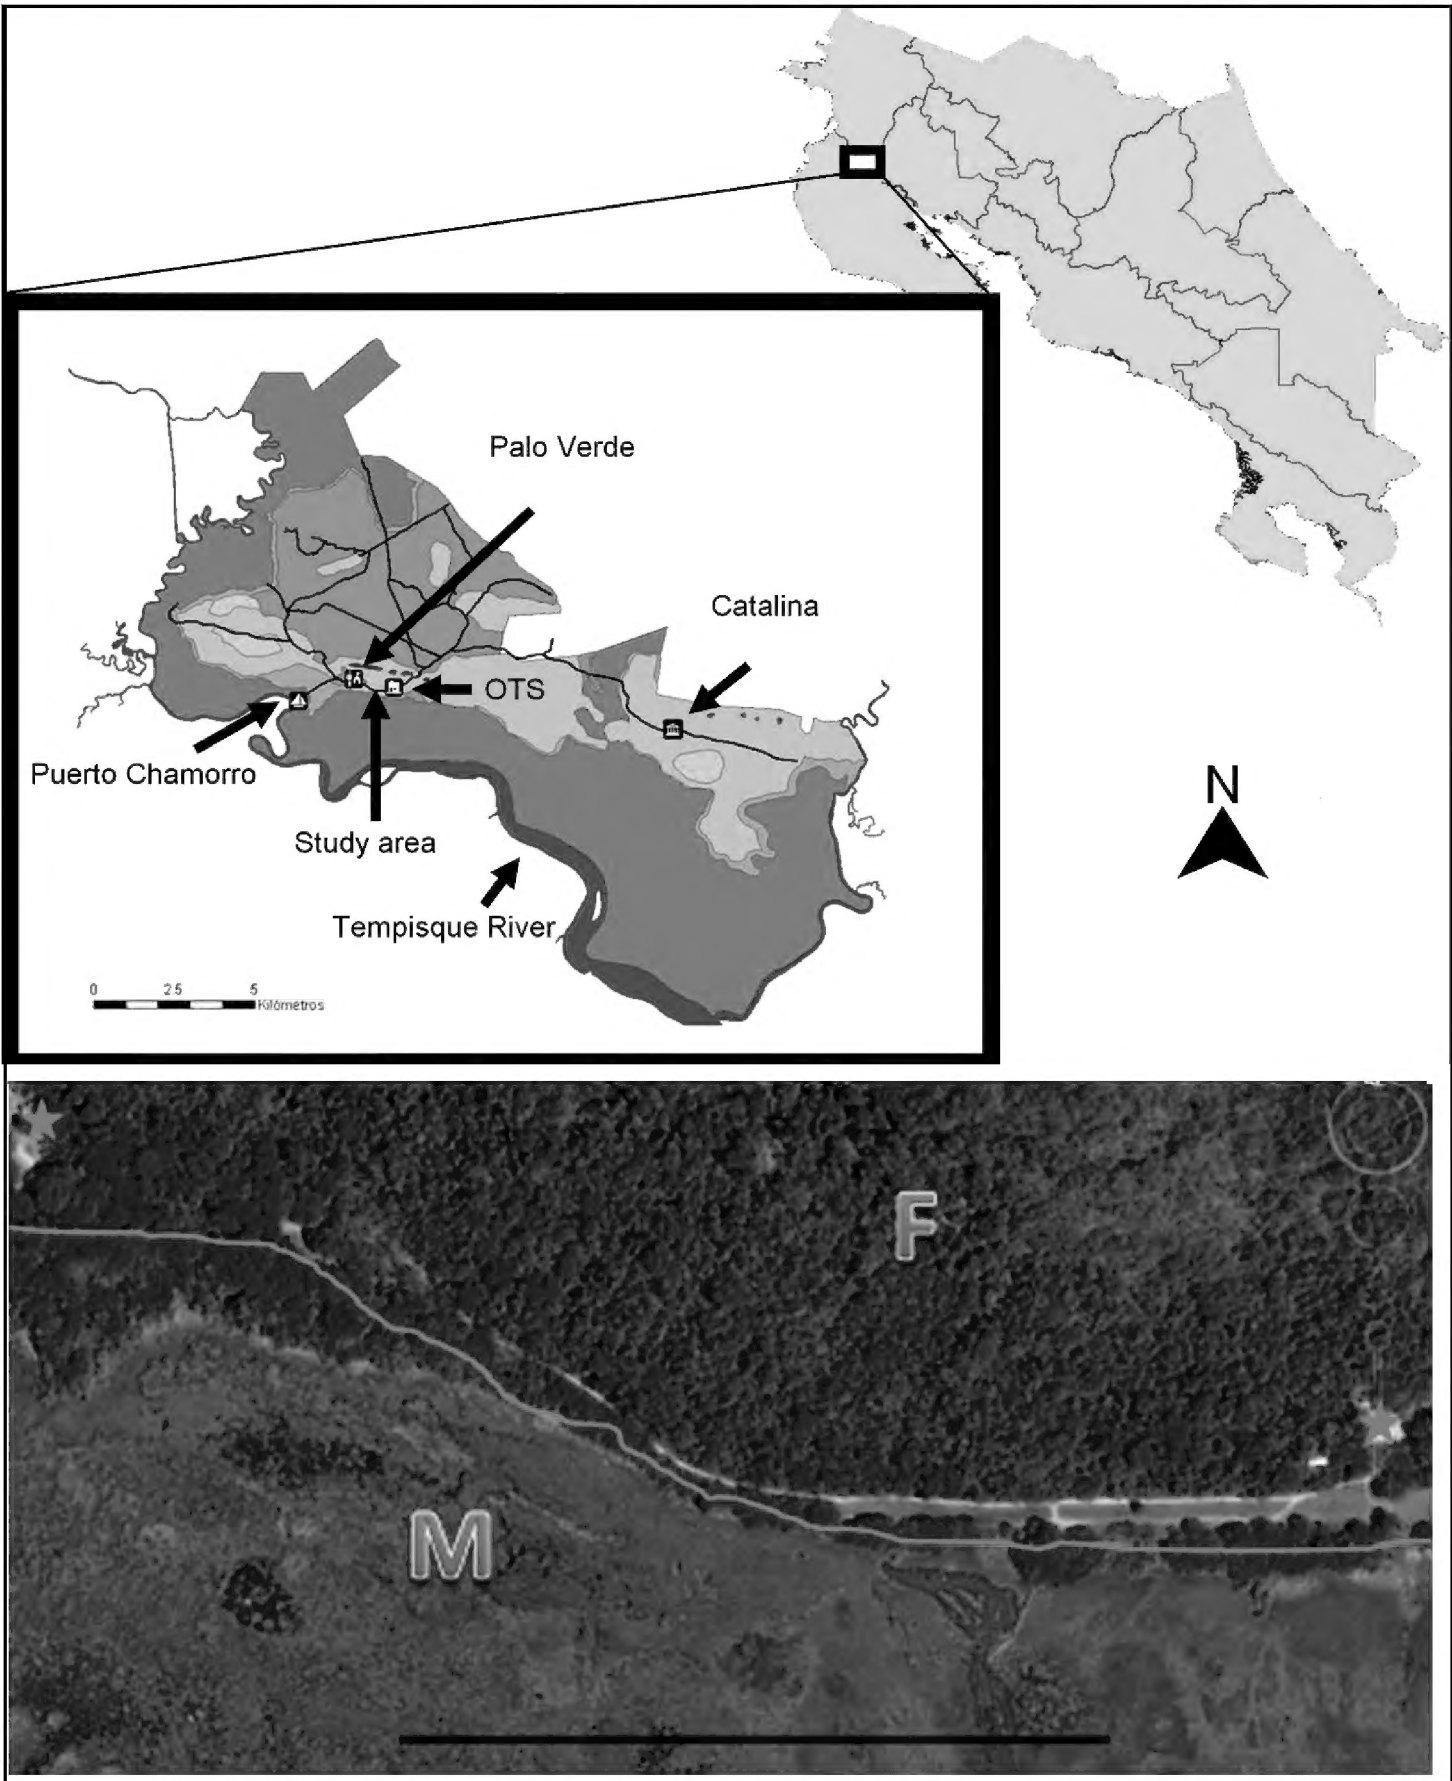 Palo Verde
Catalina
OTS
Puerto Chamorro
Study area
Tempisque River
N
0 2.5 5
Kilómetros
F
M